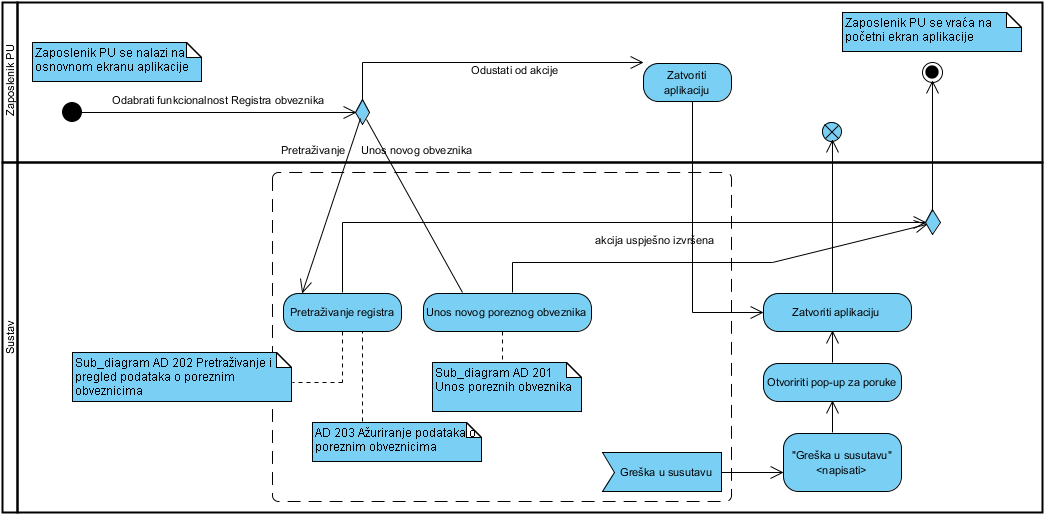 Zaposlenik PU
Zaposlenik PU se nalazi na
osnovnom ekranu aplikacije
Odabrati funkcionalnost Registra obveznika
Odustati od akcije
Zatvoriti
aplikaciju
Zaposlenik PU se vraća na
početni ekran aplikacije
Pretraživanje
Unos novog obveznika
Sustav
akcija uspješno izvršena
Pretraživanje registra
Unos novog poreznog obveznika
Zatvoriti aplikaciju
Sub_diagram AD 202 Pretraživanje i
pregled podataka o poreznim
obveznicima
Sub_diagram AD 201
Unos poreznih obveznika
Otvoririti pop-up za poruke
AD 203 Ažuriranje podataka o
poreznim obveznicima
Greška u susutavu
"Greška u susutavu"
<napisati>